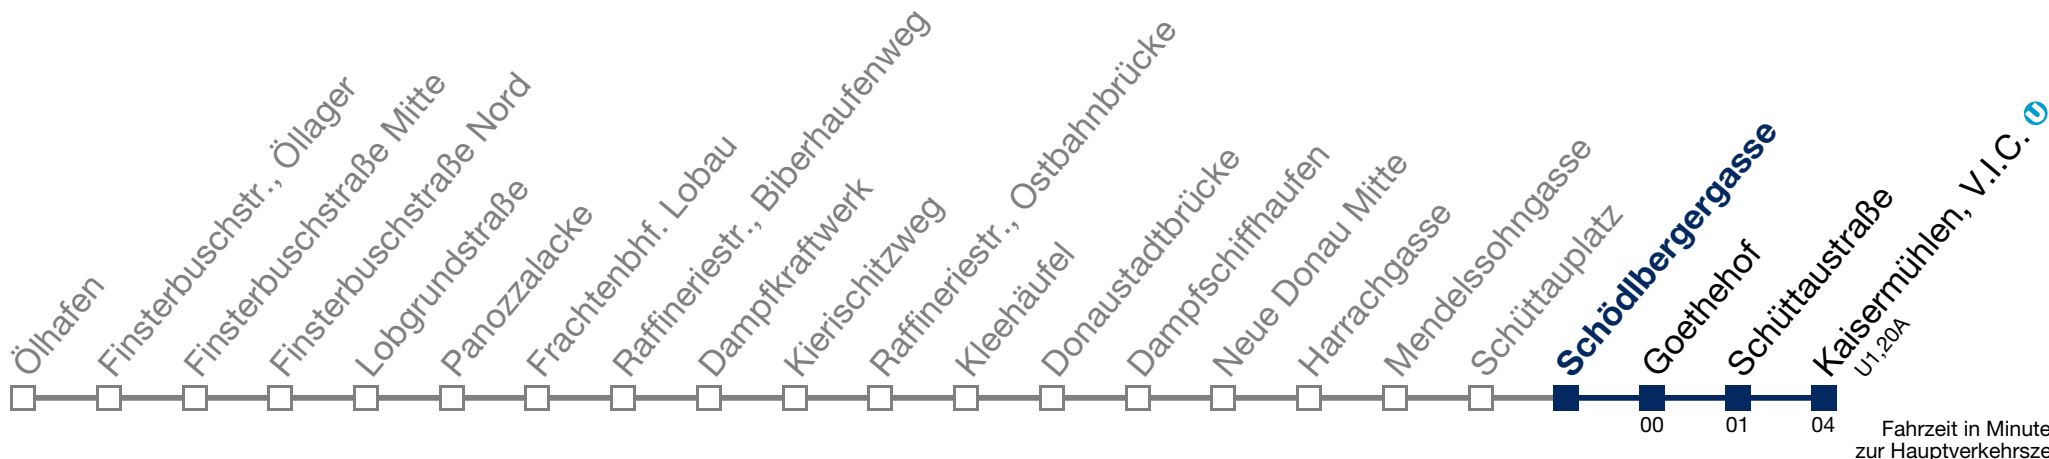 Ölhafen
Finsterbuschstr., Öllager
Finsterbuschstraße Mitte
Finsterbuschstraße Nord
Lobgrundstraße
Panozzalacke
Frachtenbhf. Lobau
Raffineriestr., Biberhaufenweg
Dampfkraftwerk
Kierischitzweg
Raffineriestr., Ostbahnbrücke
Kleehäufel
Donaustadtbrücke
Dampfschiffhaufen
Neue Donau Mitte
Harrachgasse
Mendelssohngasse
Schüttauplatz
Schödlbergergasse
Goethehof
Schüttaustraße
Kaisermühlen, V.I.C. U
U1,20A
00
01
04
Fahrzeit in Minute
zur Hauptverkehrsze